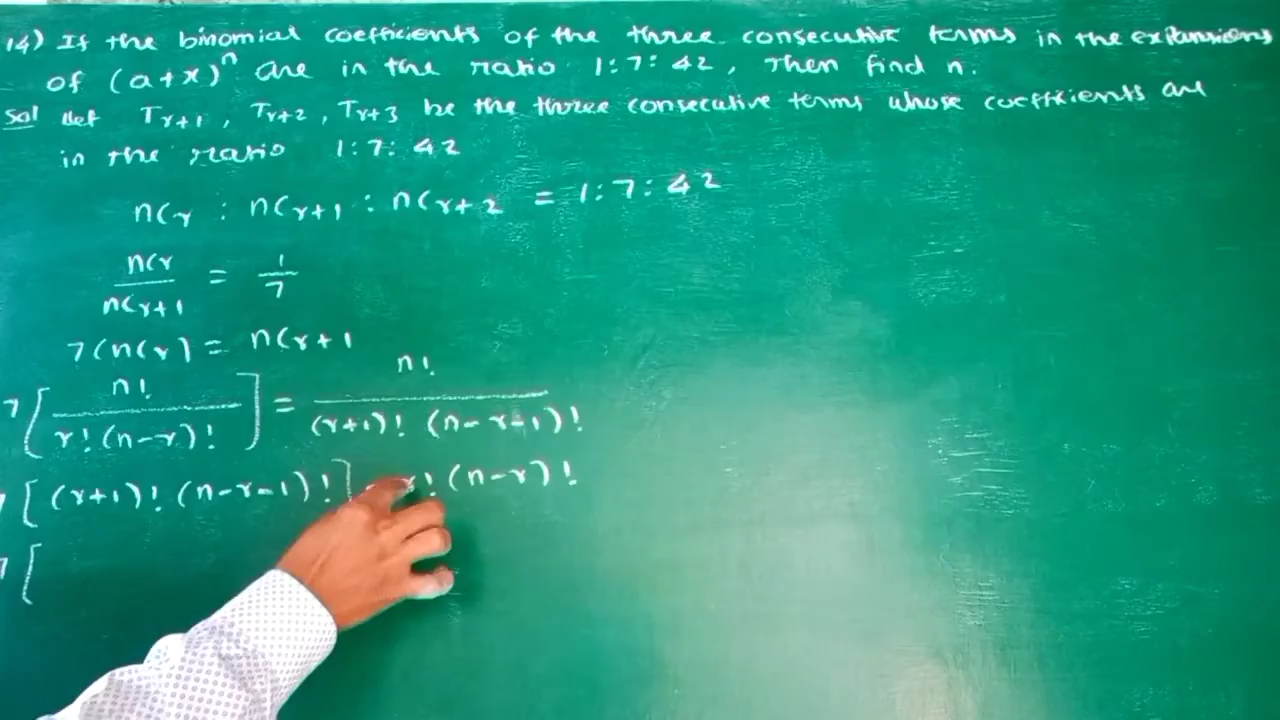 14) If the binomial coefficients of the three consecutive terms in the expansions
of (a+x)^n are in the ratio 1:7:42, Then find n.
Sol let T_{r+1}, T_{r+2}, T_{r+3} be the three consecutive terms whose coefficients are
in the ratio 1:7:42
nCr : nCr+1 : nCr+2 = 1:7:42
nCr / nCr+1 = 1/7
7(nCr) = nCr+1
7[n! / r!(n-r)!] = n! / (r+1)! (n-r-1)!
7[(r+1)! (n-r-1)!] r! (n-r)!
7[